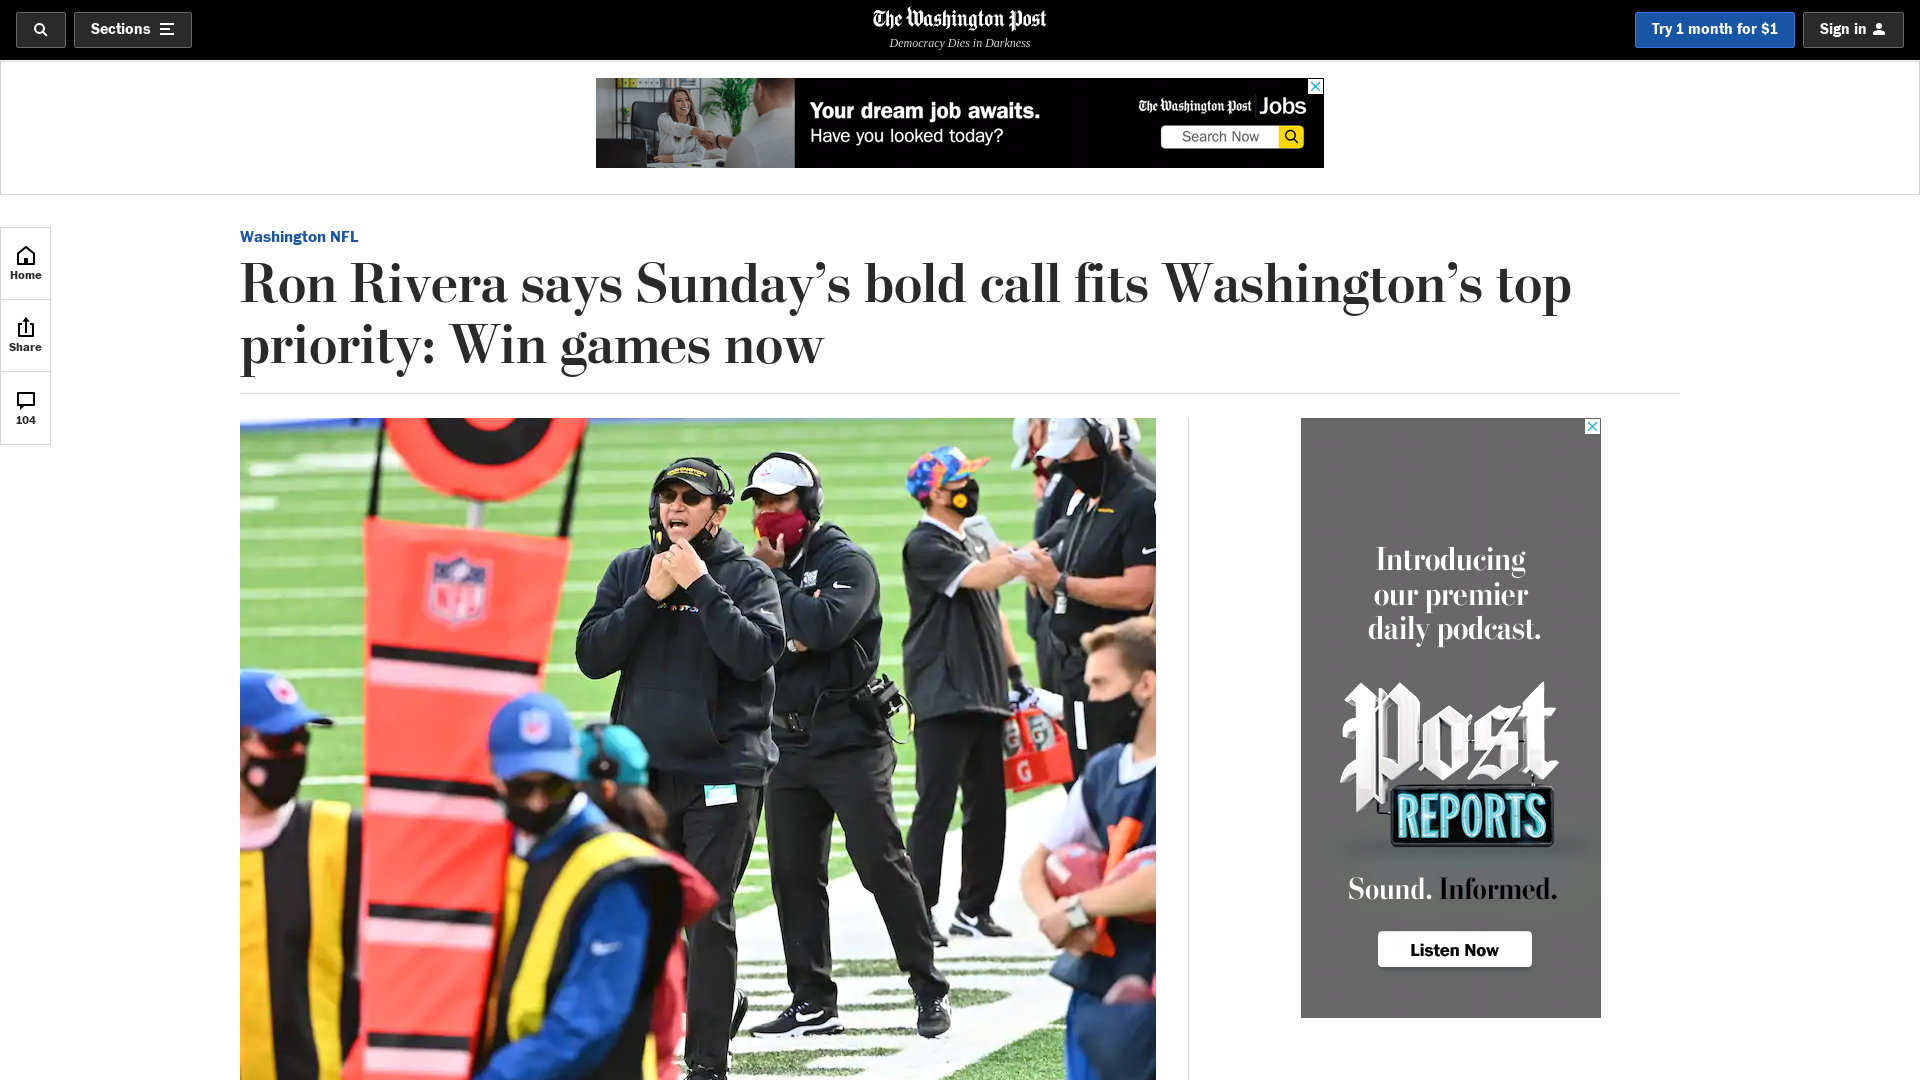 Sections
The Washington Post
Democracy Dies in Darkness
Try 1 month for $1
Sign in
Your dream job awaits.
Have you looked today?
The Washington Post Jobs
Search Now
Home
Share
104
Washington NFL
Ron Rivera says Sunday’s bold call fits Washington’s top
priority: Win games now
WASHINGTON
NFL
G
G
G
Introducing
our premier
daily podcast.
Post
REPORTS
Sound. Informed.
Listen Now